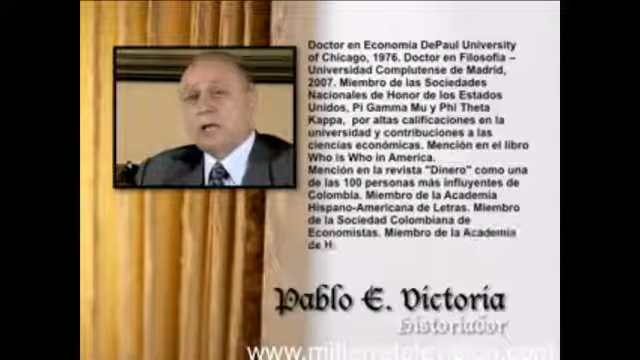 Doctor en Economia DePaul University
of Chicago, 1976. Doctor en Filosofia –
Universidad Complutense de Madrid,
2007. Miembro de las Sociedades
Nacionales de Honor de los Estados
Unidos, Pi Gamma Mu y Phi Theta
Kappa, por altas calificaciones en la
universidad y contribuciones a las
ciencias económicas. Mención en el libro
Who is Who in America.
Mención en la revista "Dinero" como una
de las 100 personas más influyentes de
Colombia. Miembro de la Academia
Hispano-Americana de Letras. Miembro
de la Sociedad Colombiana de
Economistas. Miembro de la Academia
de H
Pablo E. Victoria
Historiador